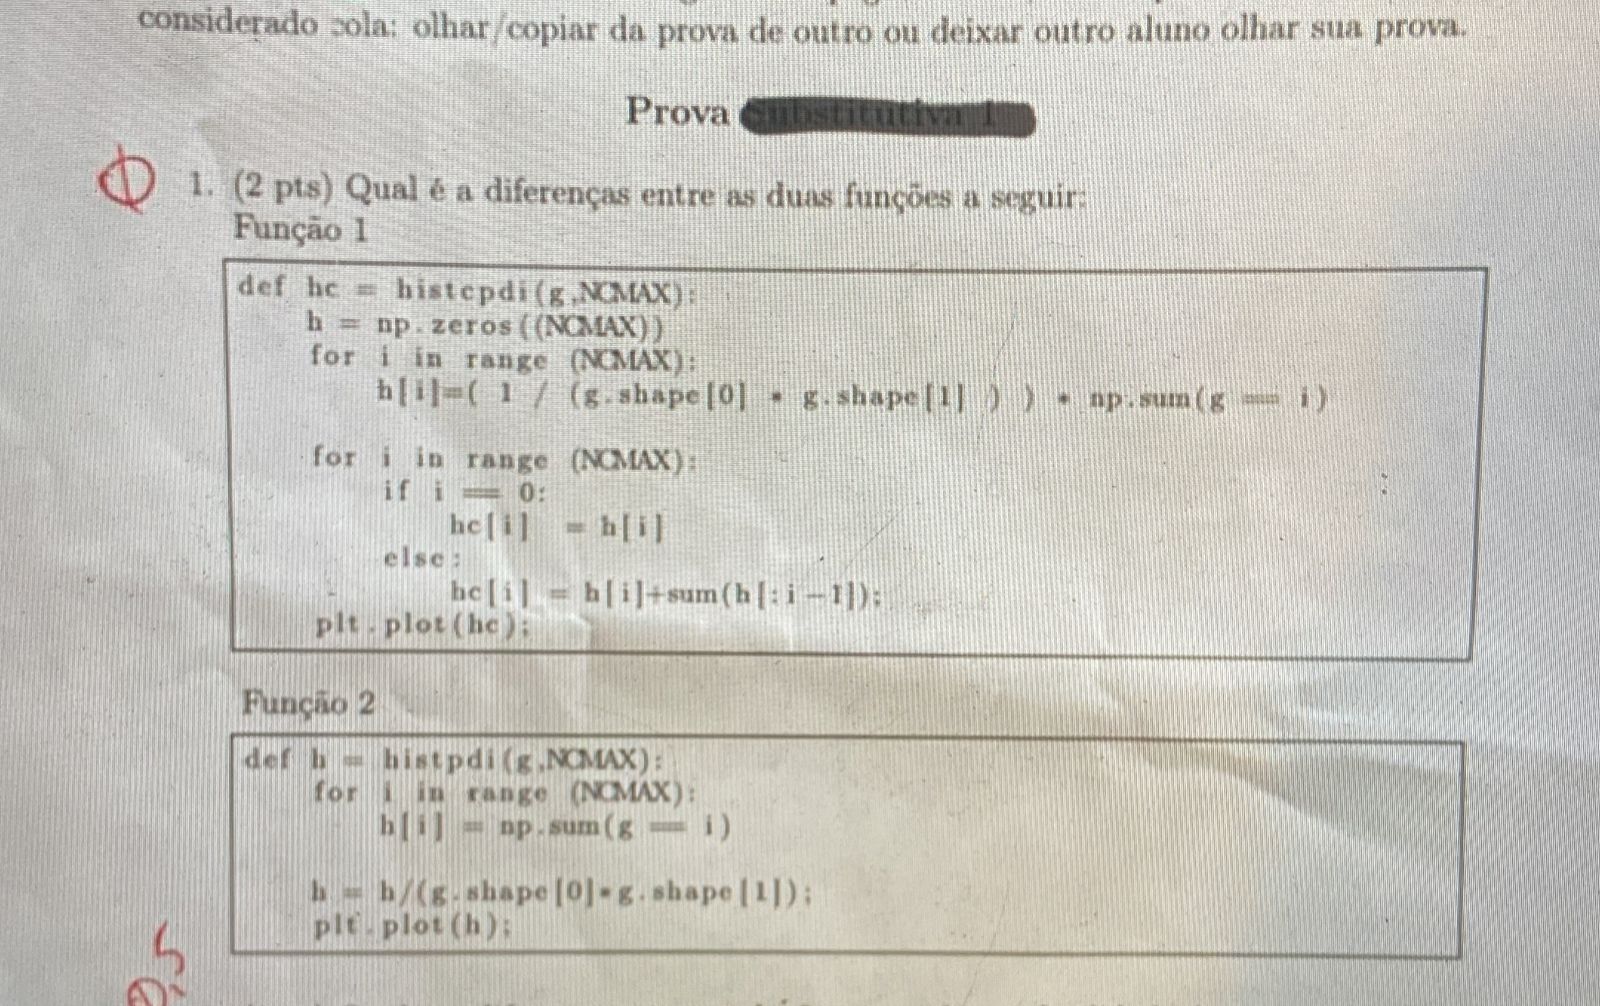 considerado cola: olhar/copiar da prova de outro ou deixar outro aluno olhar sua prova.
Prova Substitutiva 1
1. (2 pts) Qual é a diferenças entre as duas funções a seguir:
Função 1
def hc = histcpdi(g,NCMAX):
h = np.zeros((NCMAX))
for i in range (NCMAX):
h[i]=( 1 / (g.shape[0] * g.shape[1] ) ) * np.sum(g == i)
for i in range (NCMAX):
if i == 0:
hc[i] = h[i]
else:
hc[i] = h[i]+sum(h[:i-1]);
plt.plot(hc);
Função 2
def h = histpdi(g,NCMAX):
for i in range (NCMAX):
h[i] = np.sum(g == i)
h = h/(g.shape[0]*g.shape[1]);
plt.plot(h);